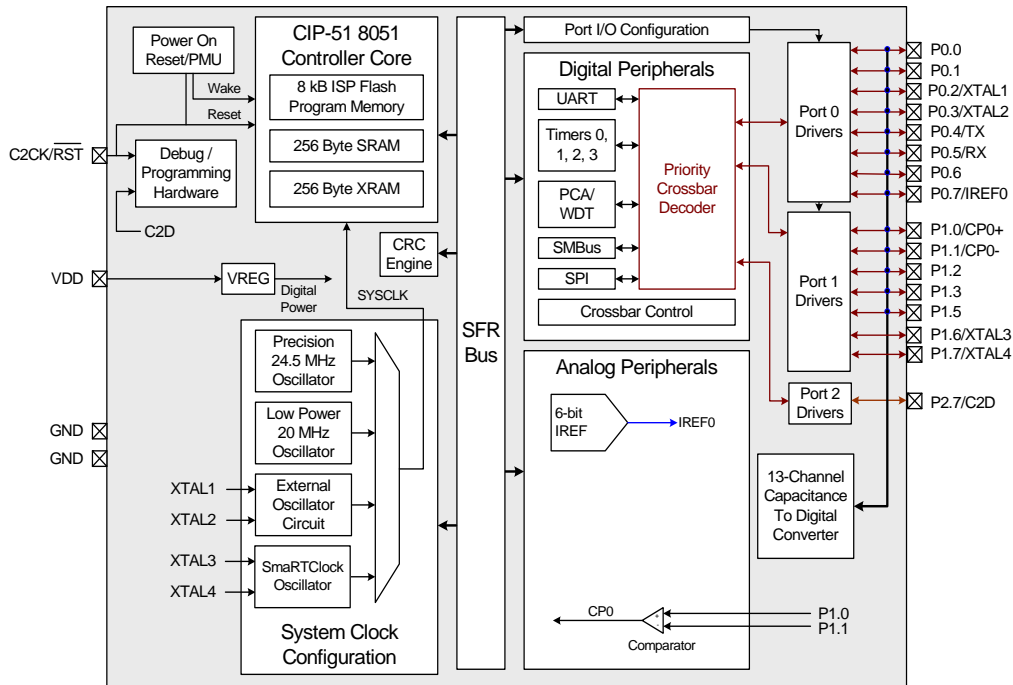 Power On
Reset/PMU
Wake
Reset
C2CK/RST
Debug /
Programming
Hardware
C2D
VDD
VREG
Digital
Power
GND
GND
CIP-51 8051
Controller Core
8 kB ISP Flash
Program Memory
256 Byte SRAM
256 Byte XRAM
CRC
Engine
SYSCLK
Precision
24.5 MHz
Oscillator
Low Power
20 MHz
Oscillator
External
Oscillator
Circuit
SmaRTClock
Oscillator
XTAL1
XTAL2
XTAL3
XTAL4
System Clock
Configuration
SFR
Bus
Port I/O Configuration
Digital Peripherals
UART
Timers 0,
1, 2, 3
PCA/
WDT
SMBus
SPI
Priority
Crossbar
Decoder
Crossbar Control
Analog Peripherals
6-bit
IREF
IREF0
CP0
+
-
Comparator
P1.0
P1.1
Port 0
Drivers
Port 1
Drivers
Port 2
Drivers
13-Channel
Capacitance
To Digital
Converter
P0.0
P0.1
P0.2/XTAL1
P0.3/XTAL2
P0.4/TX
P0.5/RX
P0.6
P0.7/IREF0
P1.0/CP0+
P1.1/CP0-
P1.2
P1.3
P1.5
P1.6/XTAL3
P1.7/XTAL4
P2.7/C2D